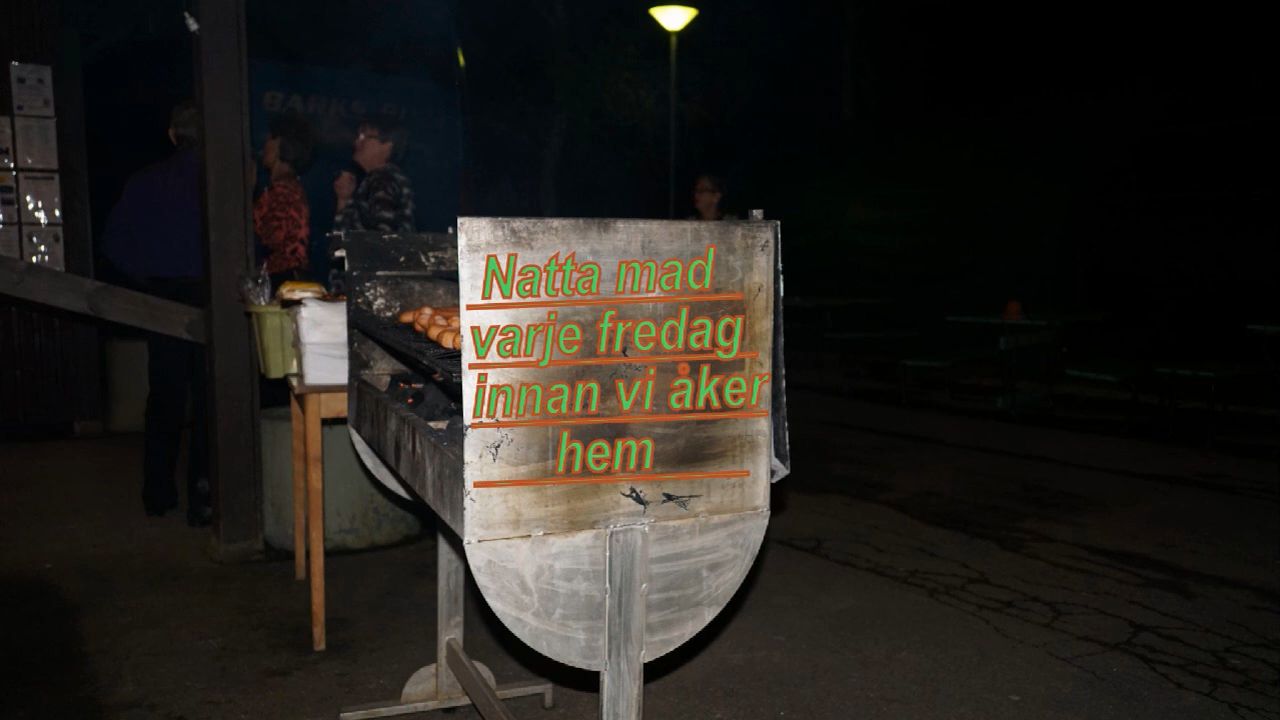 Natta mad
varje fredag
innan vi åker
hem